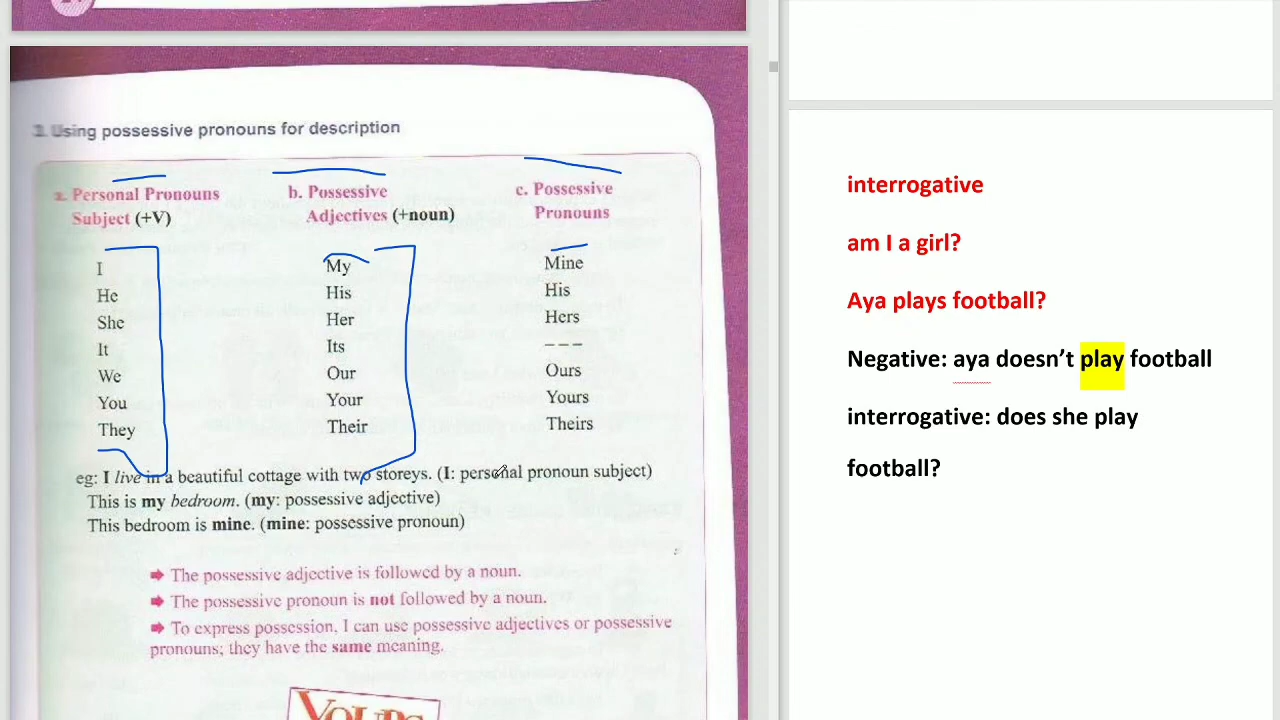 3. Using possessive pronouns for description
a. Personal Pronouns
Subject (+V)
b. Possessive
Adjectives (+noun)
c. Possessive
Pronouns
I
My
Mine
He
His
His
She
Her
Hers
It
Its
---
We
Our
Ours
You
Your
Yours
They
Their
Theirs
eg: I live in a beautiful cottage with two storeys. (I: personal pronoun subject)
This is my bedroom. (my: possessive adjective)
This bedroom is mine. (mine: possessive pronoun)
➡ The possessive adjective is followed by a noun.
➡ The possessive pronoun is not followed by a noun.
➡ To express possession, I can use possessive adjectives or possessive
pronouns; they have the same meaning.
YOURS
interrogative
am I a girl?
Aya plays football?
Negative: aya doesn't play football
interrogative: does she play
football?